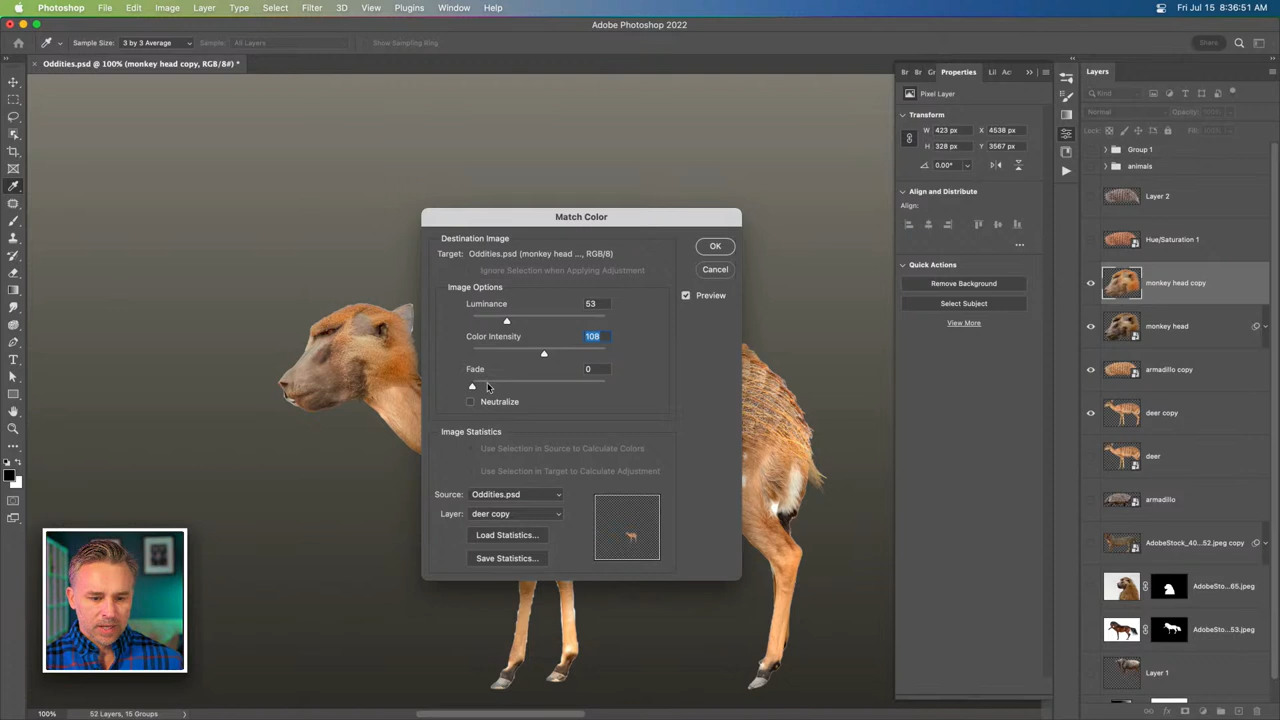 Photoshop File Edit Image Layer Type Select Filter 3D View Plugins Window Help Fri Jul 15 8:36:51 AM
Adobe Photoshop 2022
Sample Size: 3 by 3 Average Sample: All Layers Show Sampling Ring Share
Oddities.psd @ 100% (monkey head copy, RGB/8#) *
Br Br Gr Properties Lil Ac
Pixel Layer
Transform
W 423 px X 4538 px
H 328 px Y 3567 px
0.00°
Align and Distribute
Align:
Quick Actions
Remove Background
Select Subject
View More
Layers
Kind
Normal Opacity: 100%
Lock: Fill: 100%
Group 1
animals
Layer 2
Hue/Saturation 1
monkey head copy
monkey head
armadillo copy
deer copy
deer
armadillo
AdobeStock_40...52.jpeg copy
AdobeSto...65.jpeg
AdobeSto...53.jpeg
Layer 1
Match Color
Destination Image
Target: Oddities.psd (monkey head ..., RGB/8)
Ignore Selection when Applying Adjustment
Image Options
Luminance 53
Color Intensity 108
Fade 0
Neutralize
OK
Cancel
Preview
Image Statistics
Use Selection in Source to Calculate Colors
Use Selection in Target to Calculate Adjustment
Source: Oddities.psd
Layer: deer copy
Load Statistics...
Save Statistics...
100% 52 Layers, 15 Groups